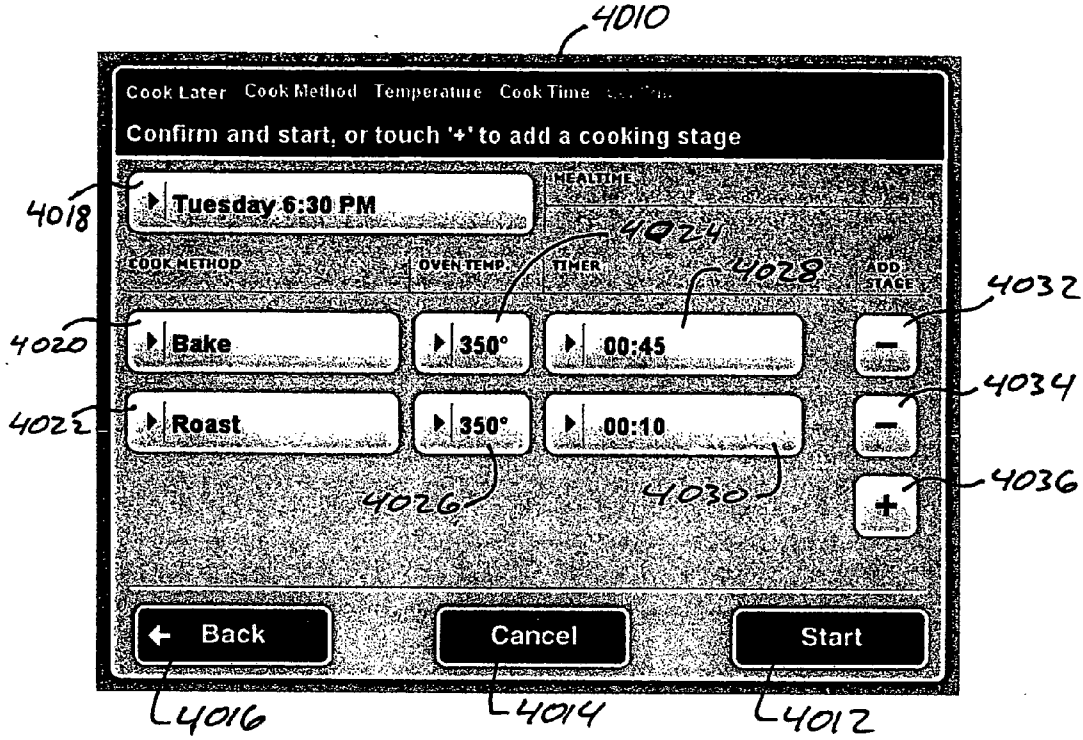 4010
Cook Later Cook Method Temperature Cook Time
Confirm and start, or touch '+' to add a cooking stage
4018
Tuesday 6:30 PM
MEALTIME
4024
COOK METHOD OVEN TEMP. TIMER 4028 ADD STAGE
4032
4020 Bake 350° 00:45 −
4034
4022 Roast 350° 00:10 −
4026 4030 + 4036
← Back Cancel Start
4016 4014 4012